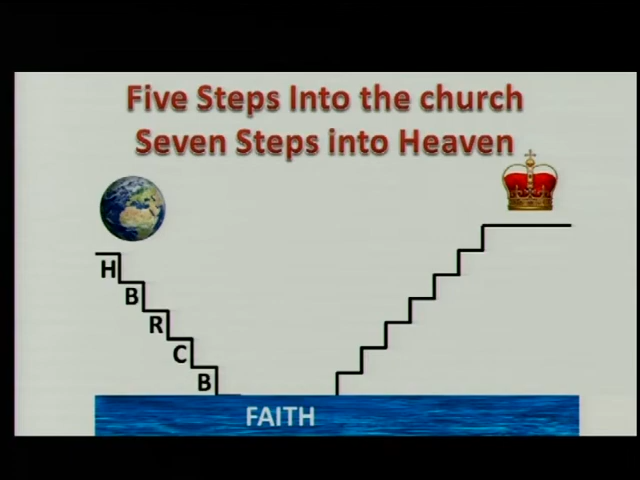 Five Steps Into the church
Seven Steps into Heaven
H
B
R
C
B
FAITH